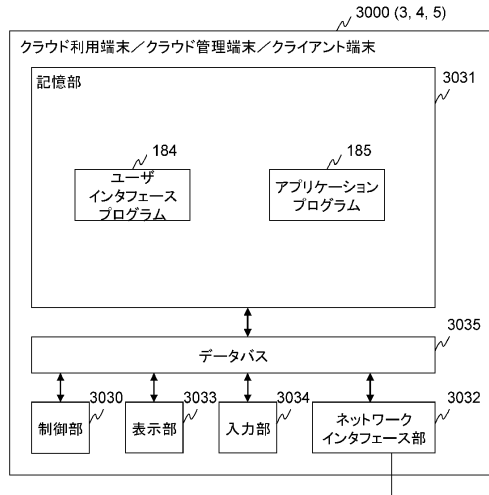 3000 (3, 4, 5)
クラウド利用端末／クラウド管理端末／クライアント端末
記憶部
3031
184
ユーザ
インタフェース
プログラム
185
アプリケーション
プログラム
3035
データバス
3030
制御部
3033
表示部
3034
入力部
3032
ネットワーク
インタフェース部